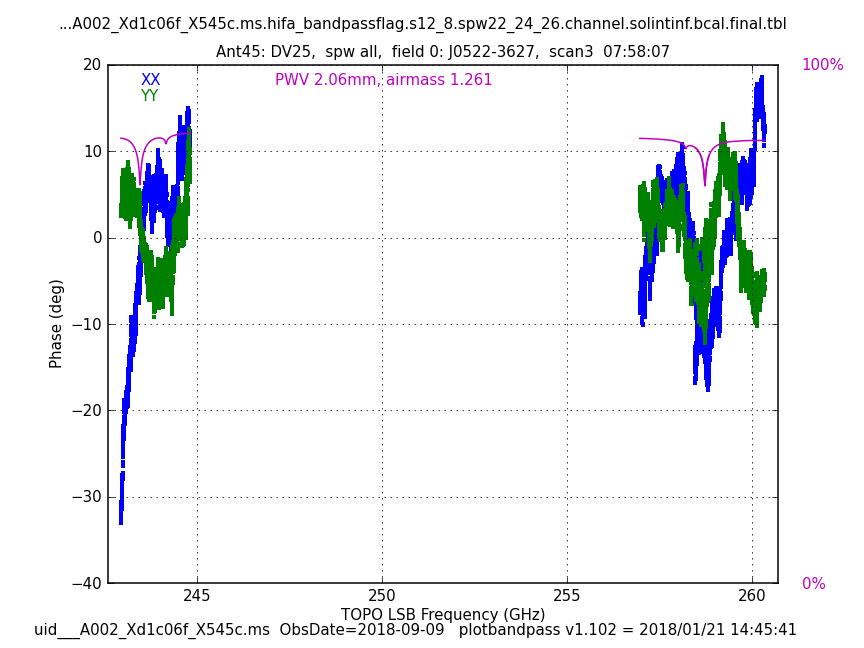 ...A002_Xd1c06f_X545c.ms.hifa_bandpassflag.s12_8.spw22_24_26.channel.solintinf.bcal.final.tbl
Ant45: DV25,  spw all,  field 0: J0522-3627,  scan3  07:58:07
20
100%
XX
PWV 2.06mm, airmass 1.261
YY
10
0
−10
Phase (deg)
−20
−30
−40
0%
245
250
255
260
TOPO LSB Frequency (GHz)
uid___A002_Xd1c06f_X545c.ms  ObsDate=2018-09-09   plotbandpass v1.102 = 2018/01/21 14:45:41